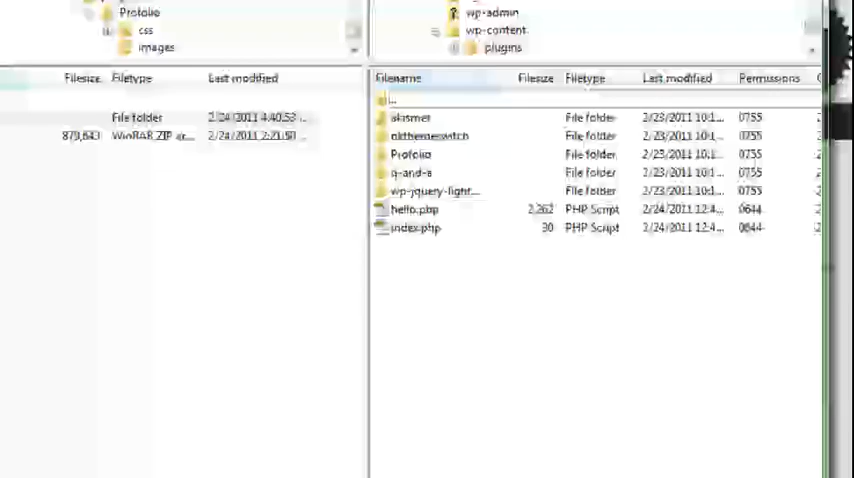 Profolio
css
images
wp-admin
wp-content
plugins
Filesize Filetype Last modified
File folder 2/24/2011 4:40:53 ...
879,643 WinRAR ZIP ar... 2/24/2011 2:21:50 ...
Filename Filesize Filetype Last modified Permissions
..
akismet File folder 2/23/2011 10:1... 0755
File folder 2/23/2011 10:1... 0755
Profolio File folder 2/23/2011 10:1... 0755
q-and-a File folder 2/23/2011 10:1... 0755
wp-jquery-light... File folder 2/23/2011 10:1... 0755
hello.php 2,262 PHP Script 2/24/2011 12:4... 0644
index.php 30 PHP Script 2/24/2011 12:4... 0644